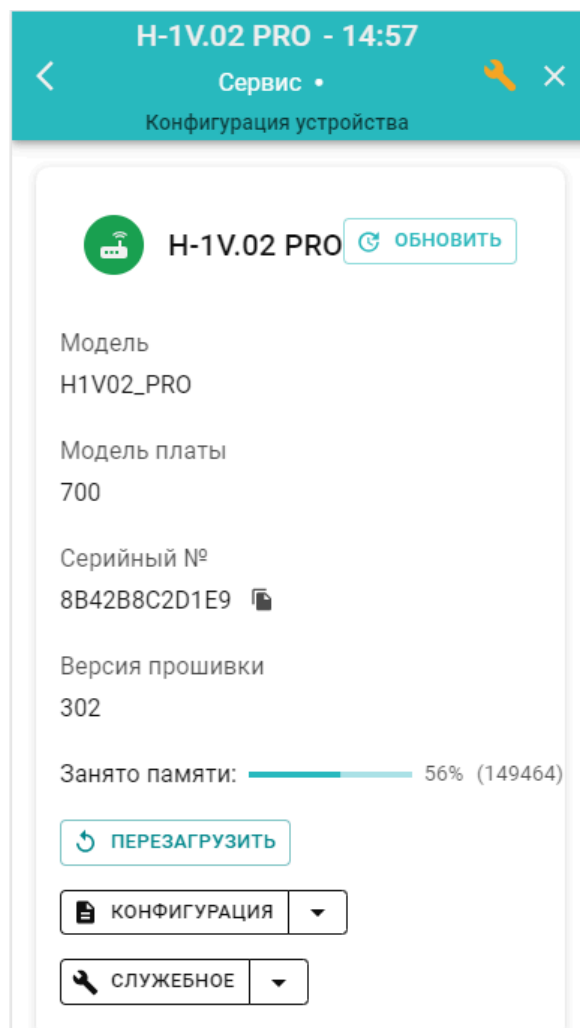 H-1V.02 PRO - 14:57
Сервис •
Конфигурация устройства
H-1V.02 PRO
ОБНОВИТЬ
Модель
H1V02_PRO
Модель платы
700
Серийный №
8B42B8C2D1E9
Версия прошивки
302
Занято памяти: 56% (149464)
ПЕРЕЗАГРУЗИТЬ
КОНФИГУРАЦИЯ
СЛУЖЕБНОЕ